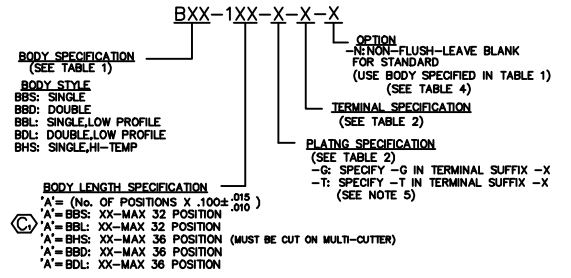 BXX-1XX-X-X-X
BODY SPECIFICATION
(SEE TABLE 1)
BODY STYLE
BBS: SINGLE
BBD: DOUBLE
BBL: SINGLE,LOW PROFILE
BDL: DOUBLE,LOW PROFILE
BHS: SINGLE,HI-TEMP
OPTION
-N:NON-FLUSH-LEAVE BLANK
FOR STANDARD
(USE BODY SPECIFIED IN TABLE 1)
(SEE TABLE 4)
TERMINAL SPECIFICATION
(SEE TABLE 2)
PLATNG SPECIFICATION
(SEE TABLE 2)
-G: SPECIFY -G IN TERMINAL SUFFIX -X
-T: SPECIFY -T IN TERMINAL SUFFIX -X
(SEE NOTE 5)
BODY LENGTH SPECIFICATION
'A'= (No. OF POSITIONS X .100± .015 .010 )
'A'= BBS: XX-MAX 32 POSITION
C1 'A'= BBL: XX-MAX 32 POSITION
'A'= BHS: XX-MAX 36 POSITION (MUST BE CUT ON MULTI-CUTTER)
'A'= BBD: XX-MAX 36 POSITION
'A'= BDL: XX-MAX 36 POSITION